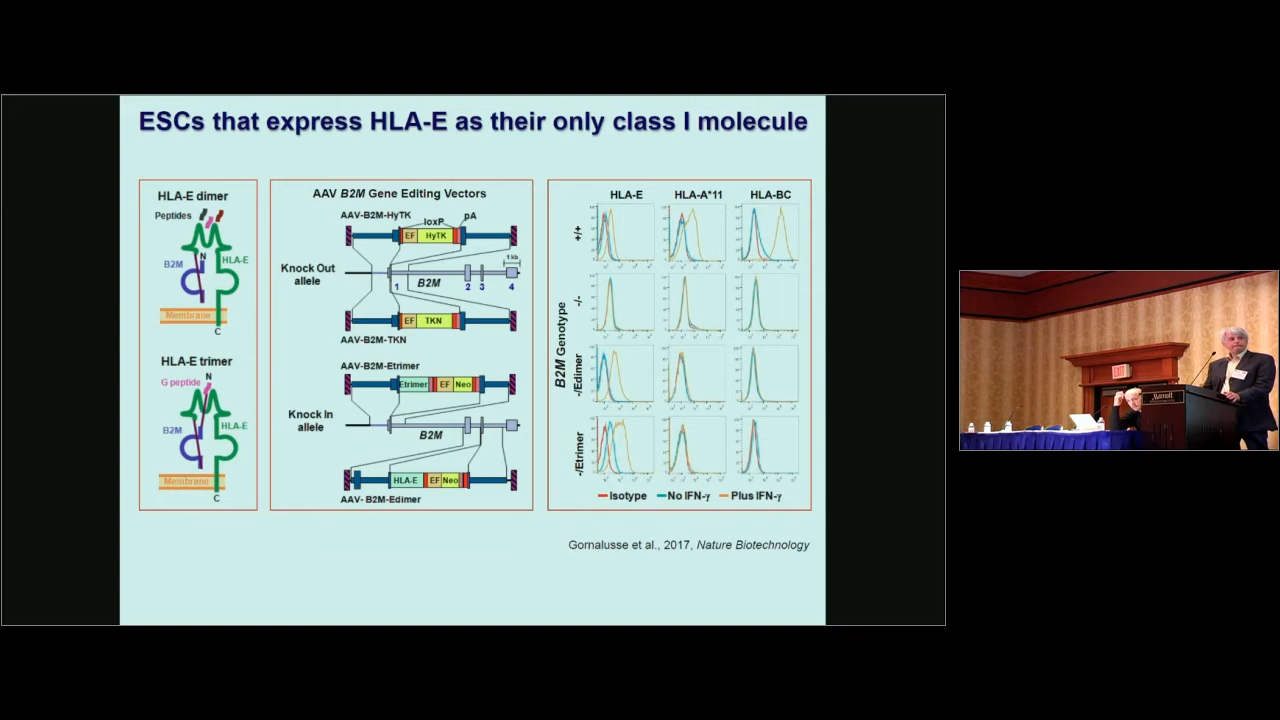 ESCs that express HLA-E as their only class I molecule
HLA-E dimer
Peptides
N
B2M
HLA-E
Membrane
C
HLA-E trimer
G peptide
N
B2M
HLA-E
Membrane
C
AAV B2M Gene Editing Vectors
AAV-B2M-HyTK
loxP
pA
EF
HyTK
1 kb
Knock Out
allele
B2M
1
2
3
4
EF
TKN
AAV-B2M-TKN
AAV-B2M-Etrimer
Etrimer
EF
Neo
Knock In
allele
B2M
HLA-E
EF
Neo
AAV- B2M-Edimer
HLA-E
HLA-A*11
HLA-BC
B2M Genotype
+/+
-/-
-/Edimer
-/Etrimer
Isotype
No IFN-γ
Plus IFN-γ
Gornalusse et al., 2017, Nature Biotechnology
EXIT
Marriott